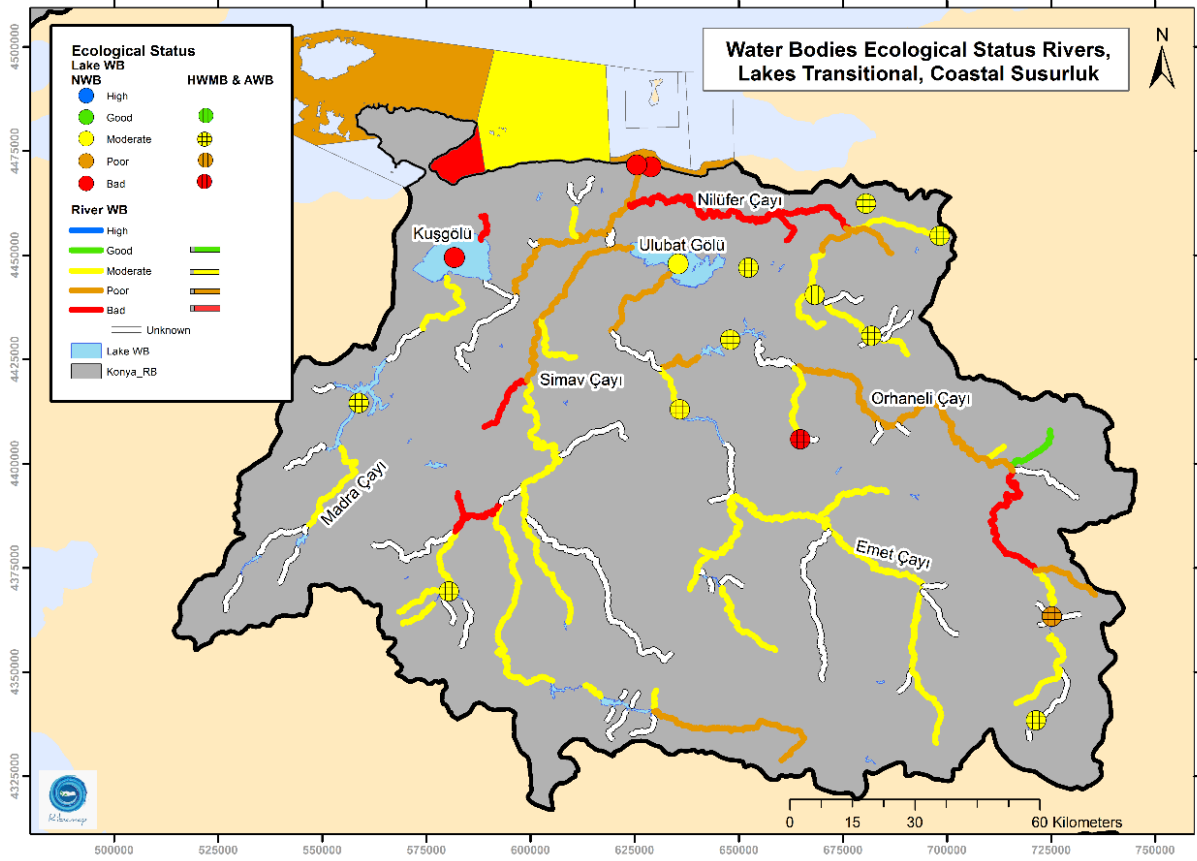 Water Bodies Ecological Status Rivers,
Lakes Transitional, Coastal Susurluk
N
Ecological Status
Lake WB
NWB HWMB & AWB
High
Good
Moderate
Poor
Bad
River WB
High
Good
Moderate
Poor
Bad
Unknown
Lake WB
Konya_RB
Nilüfer Çayı
Kuşgölü
Ulubat Gölü
Simav Çayı
Orhaneli Çayı
Madra Çayı
Emet Çayı
0 15 30 60 Kilometers
4500000
4475000
4450000
4425000
4400000
4375000
4350000
4325000
500000 525000 550000 575000 600000 625000 650000 675000 700000 725000 750000